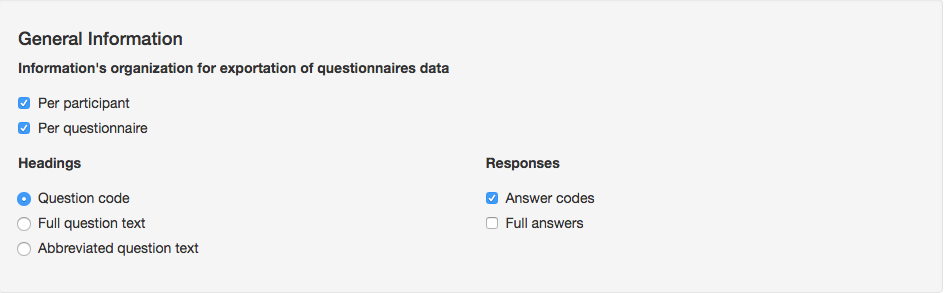 General Information
Information's organization for exportation of questionnaires data
Per participant
Per questionnaire
Headings
Question code
Full question text
Abbreviated question text
Responses
Answer codes
Full answers